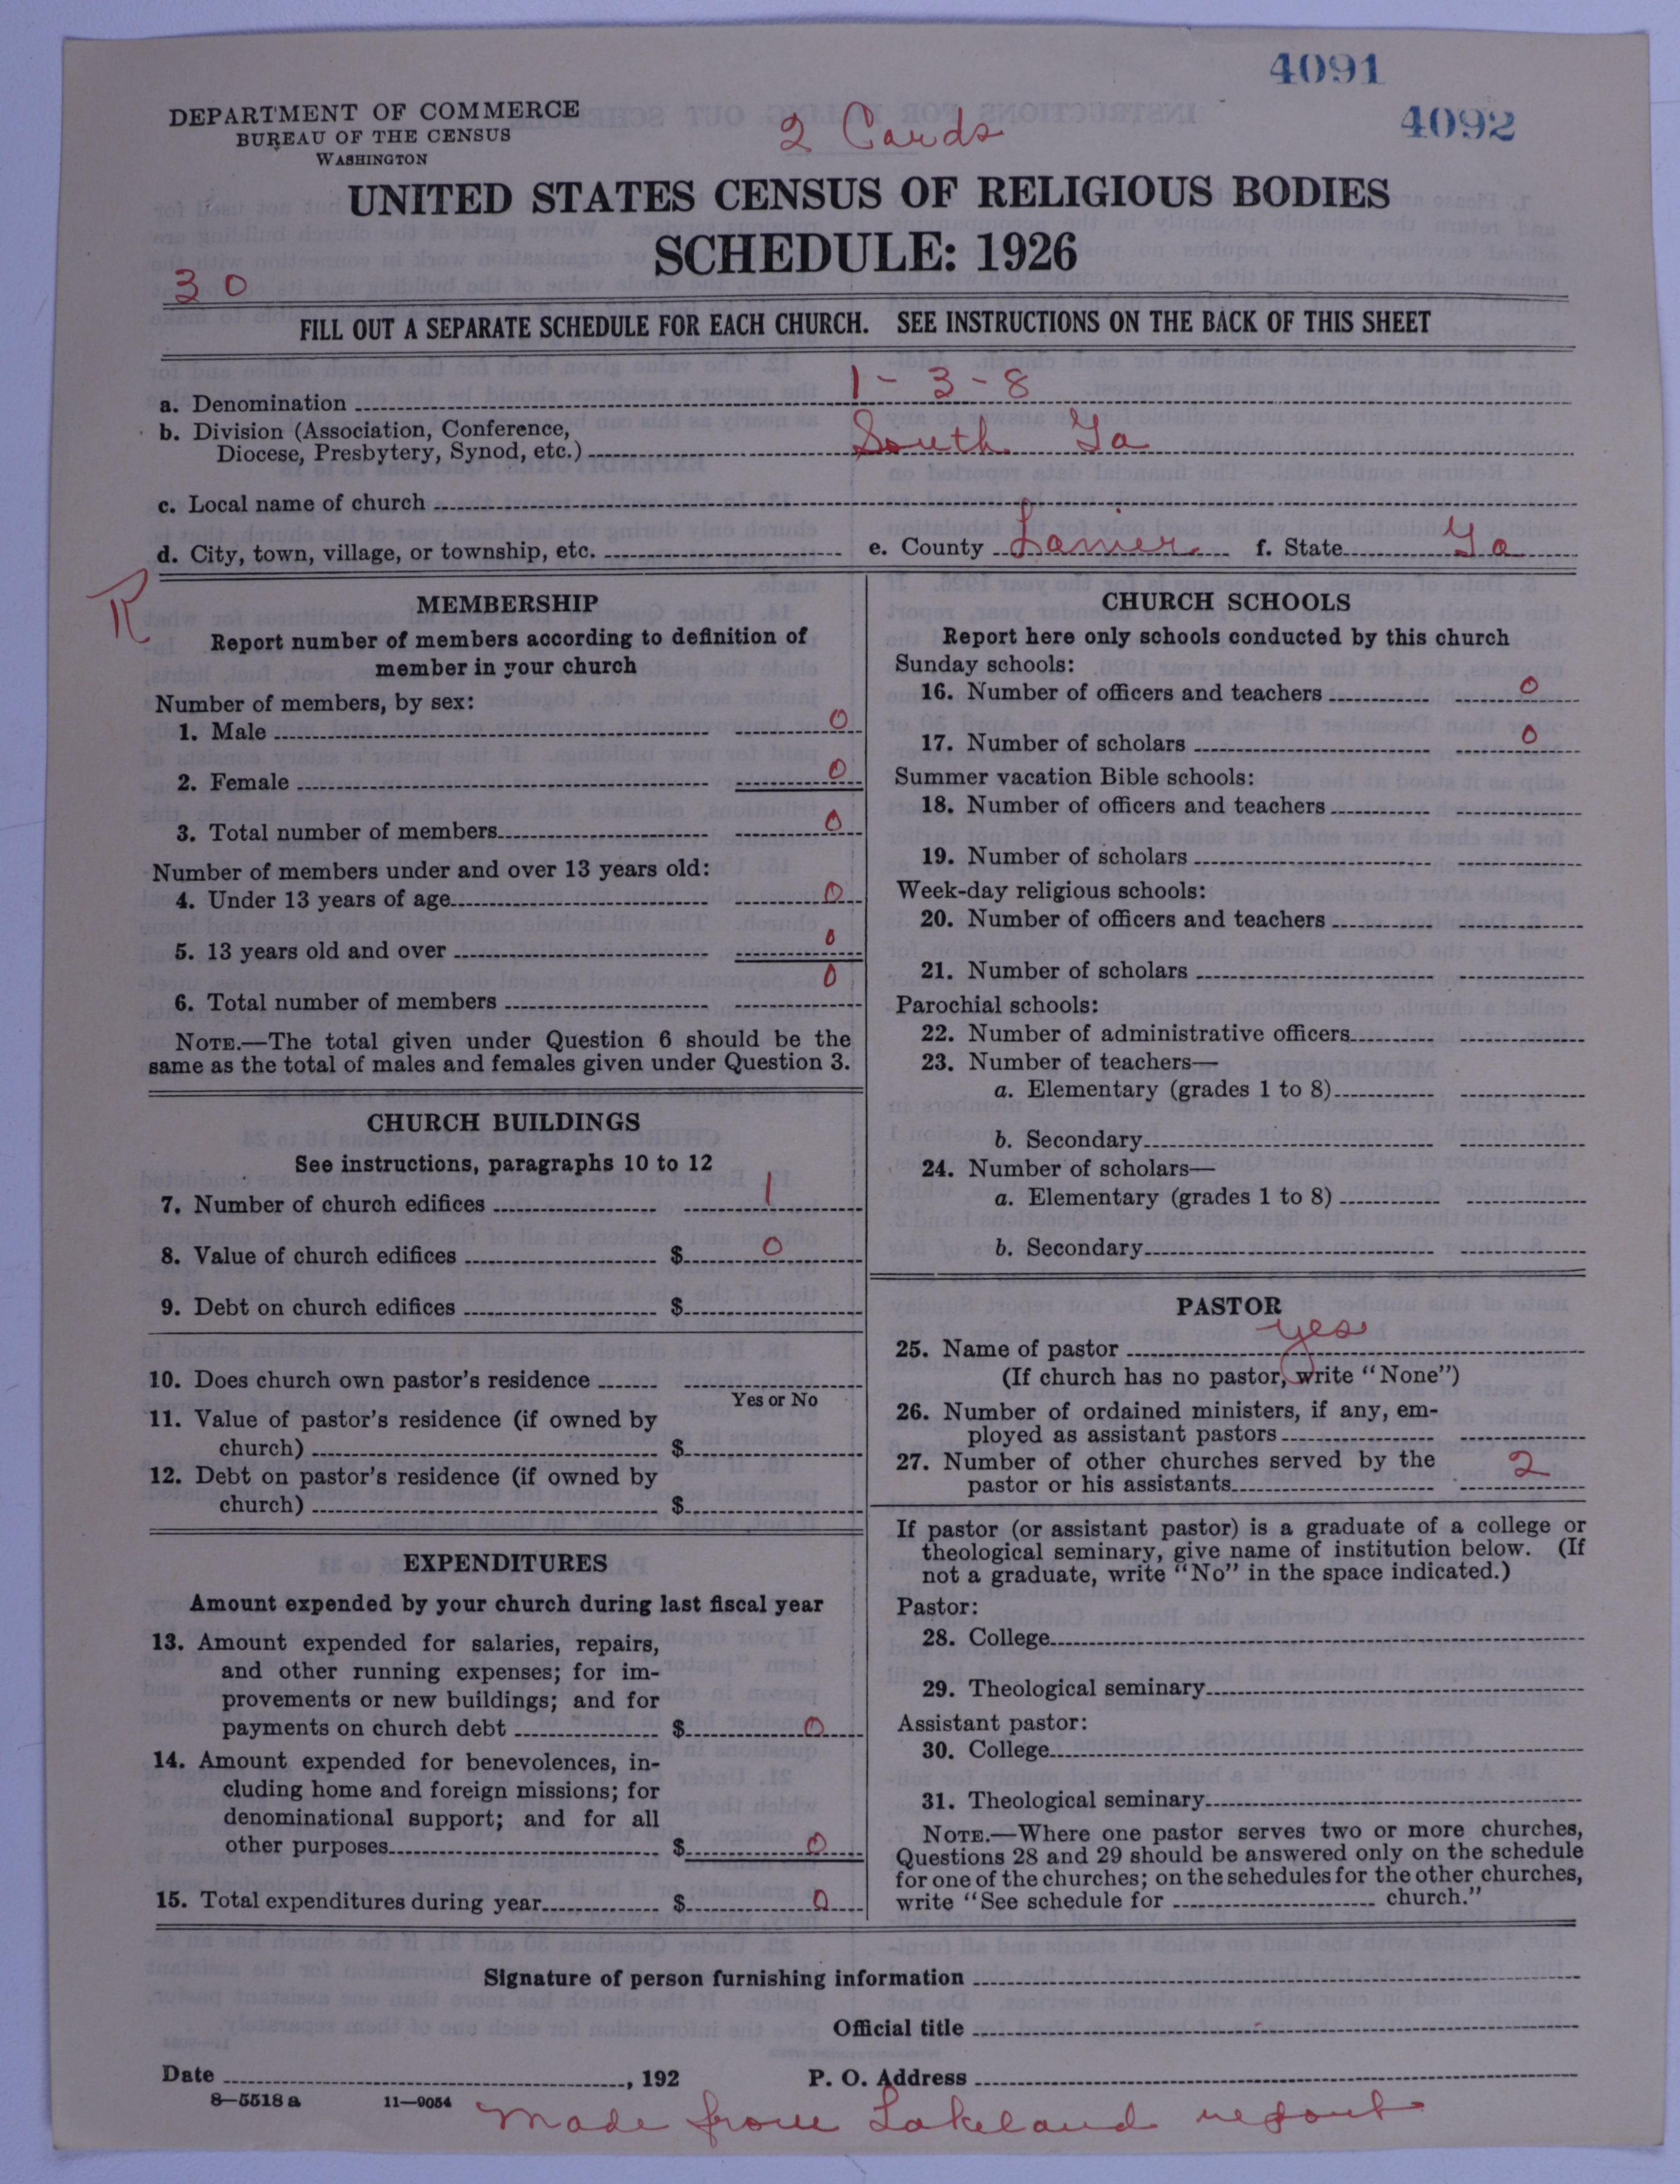 4091
4092
DEPARTMENT OF COMMERCE
BUREAU OF THE CENSUS
WASHINGTON
2 Cards
UNITED STATES CENSUS OF RELIGIOUS BODIES
SCHEDULE: 1926
30
FILL OUT A SEPARATE SCHEDULE FOR EACH CHURCH. SEE INSTRUCTIONS ON THE BACK OF THIS SHEET
a. Denomination 1-3-8
b. Division (Association, Conference,
Diocese, Presbytery, Synod, etc.) South Ga
c. Local name of church
d. City, town, village, or township, etc. e. County Lanier f. State Ga
R
MEMBERSHIP
Report number of members according to definition of
member in your church
Number of members, by sex:
1. Male 0
2. Female 0
3. Total number of members 0
Number of members under and over 13 years old:
4. Under 13 years of age 0
5. 13 years old and over 0
6. Total number of members 0
NOTE.—The total given under Question 6 should be the
same as the total of males and females given under Question 3.
CHURCH BUILDINGS
See instructions, paragraphs 10 to 12
7. Number of church edifices 1
8. Value of church edifices $ 0
9. Debt on church edifices $
10. Does church own pastor's residence
Yes or No
11. Value of pastor's residence (if owned by
church) $
12. Debt on pastor's residence (if owned by
church) $
EXPENDITURES
Amount expended by your church during last fiscal year
13. Amount expended for salaries, repairs,
and other running expenses; for im-
provements or new buildings; and for
payments on church debt $ 0
14. Amount expended for benevolences, in-
cluding home and foreign missions; for
denominational support; and for all
other purposes $ 0
15. Total expenditures during year $ 0
CHURCH SCHOOLS
Report here only schools conducted by this church
Sunday schools:
16. Number of officers and teachers 0
17. Number of scholars 0
Summer vacation Bible schools:
18. Number of officers and teachers
19. Number of scholars
Week-day religious schools:
20. Number of officers and teachers
21. Number of scholars
Parochial schools:
22. Number of administrative officers
23. Number of teachers—
a. Elementary (grades 1 to 8)
b. Secondary
24. Number of scholars—
a. Elementary (grades 1 to 8)
b. Secondary
PASTOR
25. Name of pastor yes
(If church has no pastor, write "None")
26. Number of ordained ministers, if any, em-
ployed as assistant pastors
27. Number of other churches served by the
pastor or his assistants 2
If pastor (or assistant pastor) is a graduate of a college or
theological seminary, give name of institution below. (If
not a graduate, write "No" in the space indicated.)
Pastor:
28. College
29. Theological seminary
Assistant pastor:
30. College
31. Theological seminary
NOTE.—Where one pastor serves two or more churches,
Questions 28 and 29 should be answered only on the schedule
for one of the churches; on the schedules for the other churches,
write "See schedule for church."
Signature of person furnishing information
Official title
Date , 192 P. O. Address
8—5518 a 11—9054
made from Lakeland report